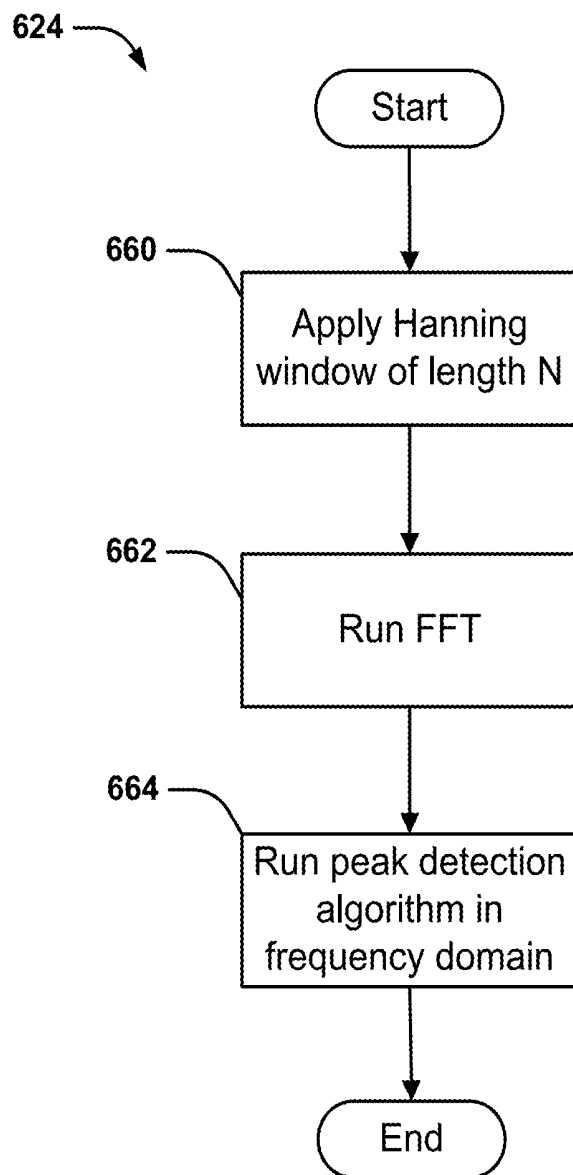 624
Start
660
Apply Hanning
window of length N
662
Run FFT
664
Run peak detection
algorithm in
frequency domain
End